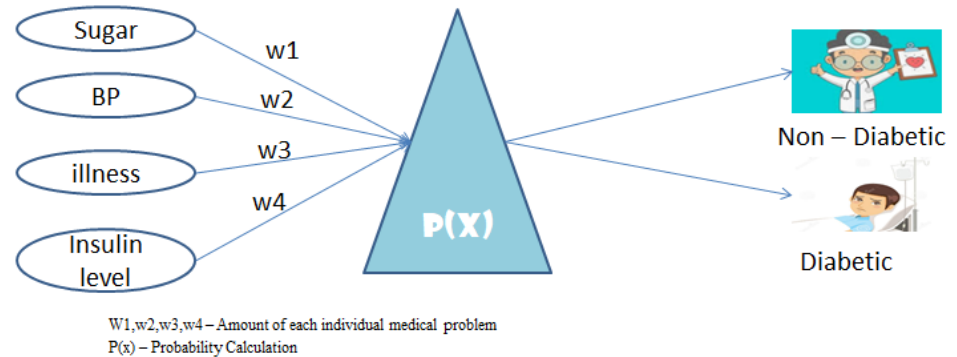 Sugar
w1
BP
w2
illness
w3
w4
Insulin
level
P(X)
Non – Diabetic
Diabetic
W1,w2,w3,w4 – Amount of each individual medical problem
P(x) – Probability Calculation